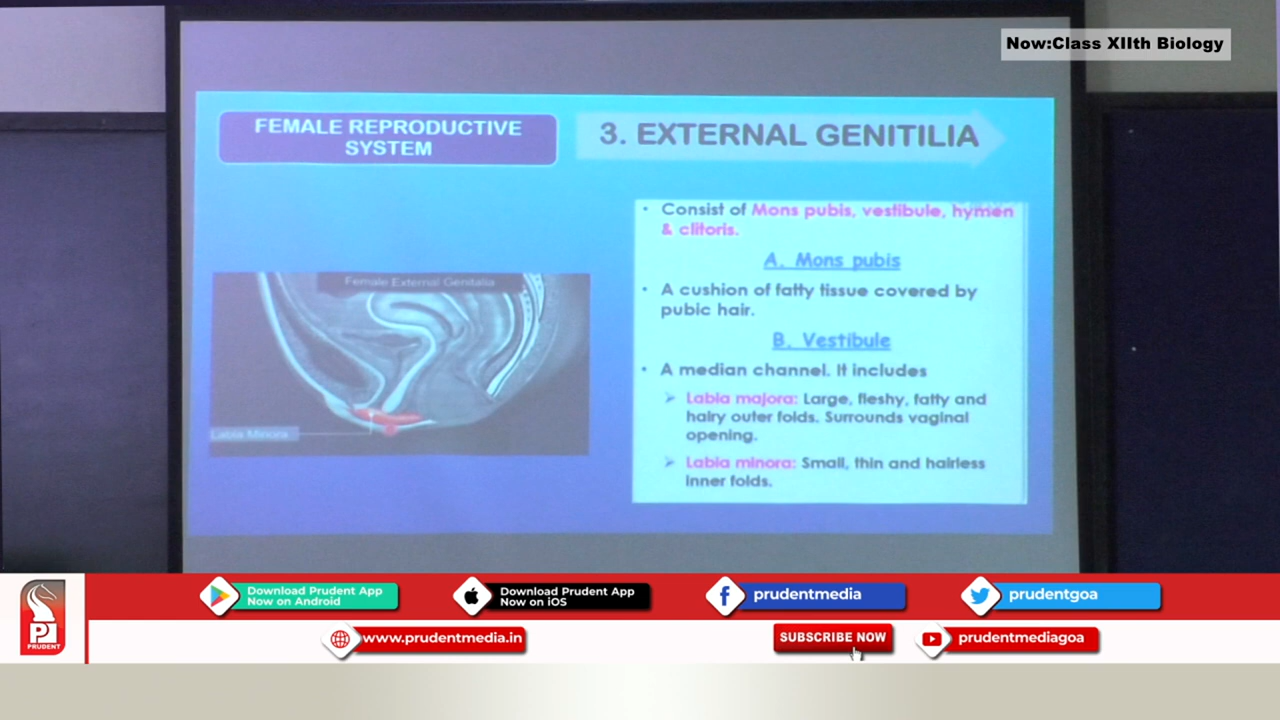 Now:Class XIIth Biology
FEMALE REPRODUCTIVE
SYSTEM
3. EXTERNAL GENITILIA
• Consist of Mons pubis, vestibule, hymen
& clitoris.
A. Mons pubis
• A cushion of fatty tissue covered by
pubic hair.
B. Vestibule
• A median channel. It includes
➢ Labia majora: Large, fleshy, fatty and
hairy outer folds. Surrounds vaginal
opening.
➢ Labia minora: Small, thin and hairless
inner folds.
Female External Genitalia
Labia Minora
PI
PRUDENT
Download Prudent App
Now on Android
Download Prudent App
Now on iOS
prudentmedia
prudentgoa
www.prudentmedia.in
SUBSCRIBE NOW
prudentmediagoa